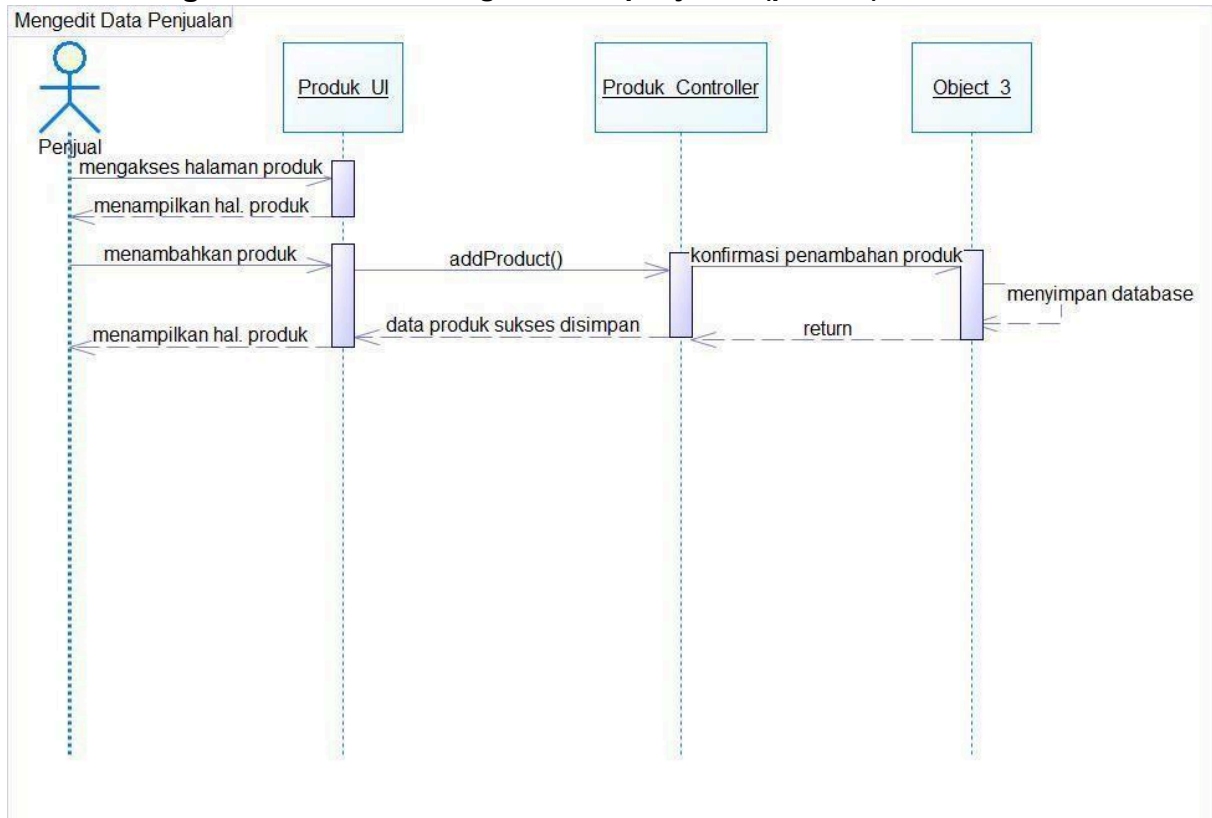 Mengedit Data Penjualan
Produk_UI
Produk_Controller
Object_3
Penjual
mengakses halaman produk
menampilkan hal. produk
menambahkan produk
addProduct()
konfirmasi penambahan produk
menyimpan database
data produk sukses disimpan
return
menampilkan hal. produk